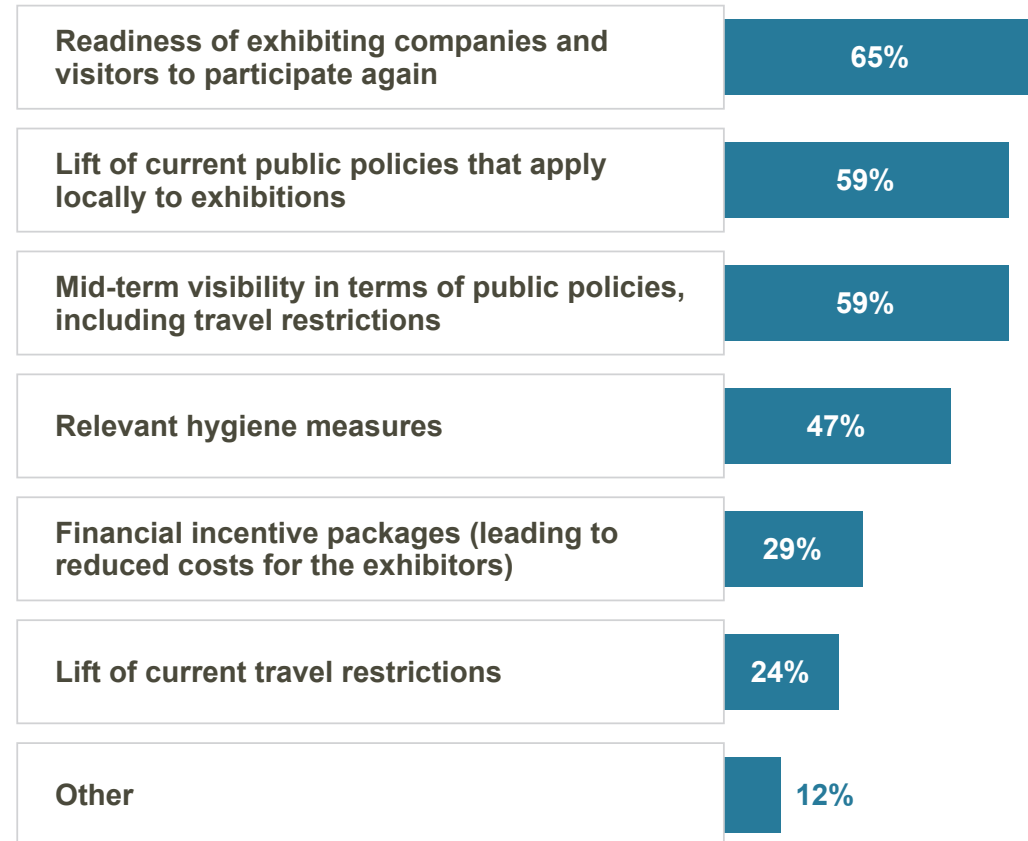 Readiness of exhibiting companies and
visitors to participate again
65%
Lift of current public policies that apply
locally to exhibitions
59%
Mid-term visibility in terms of public policies,
including travel restrictions
59%
Relevant hygiene measures
47%
Financial incentive packages (leading to
reduced costs for the exhibitors)
29%
Lift of current travel restrictions
24%
Other
12%